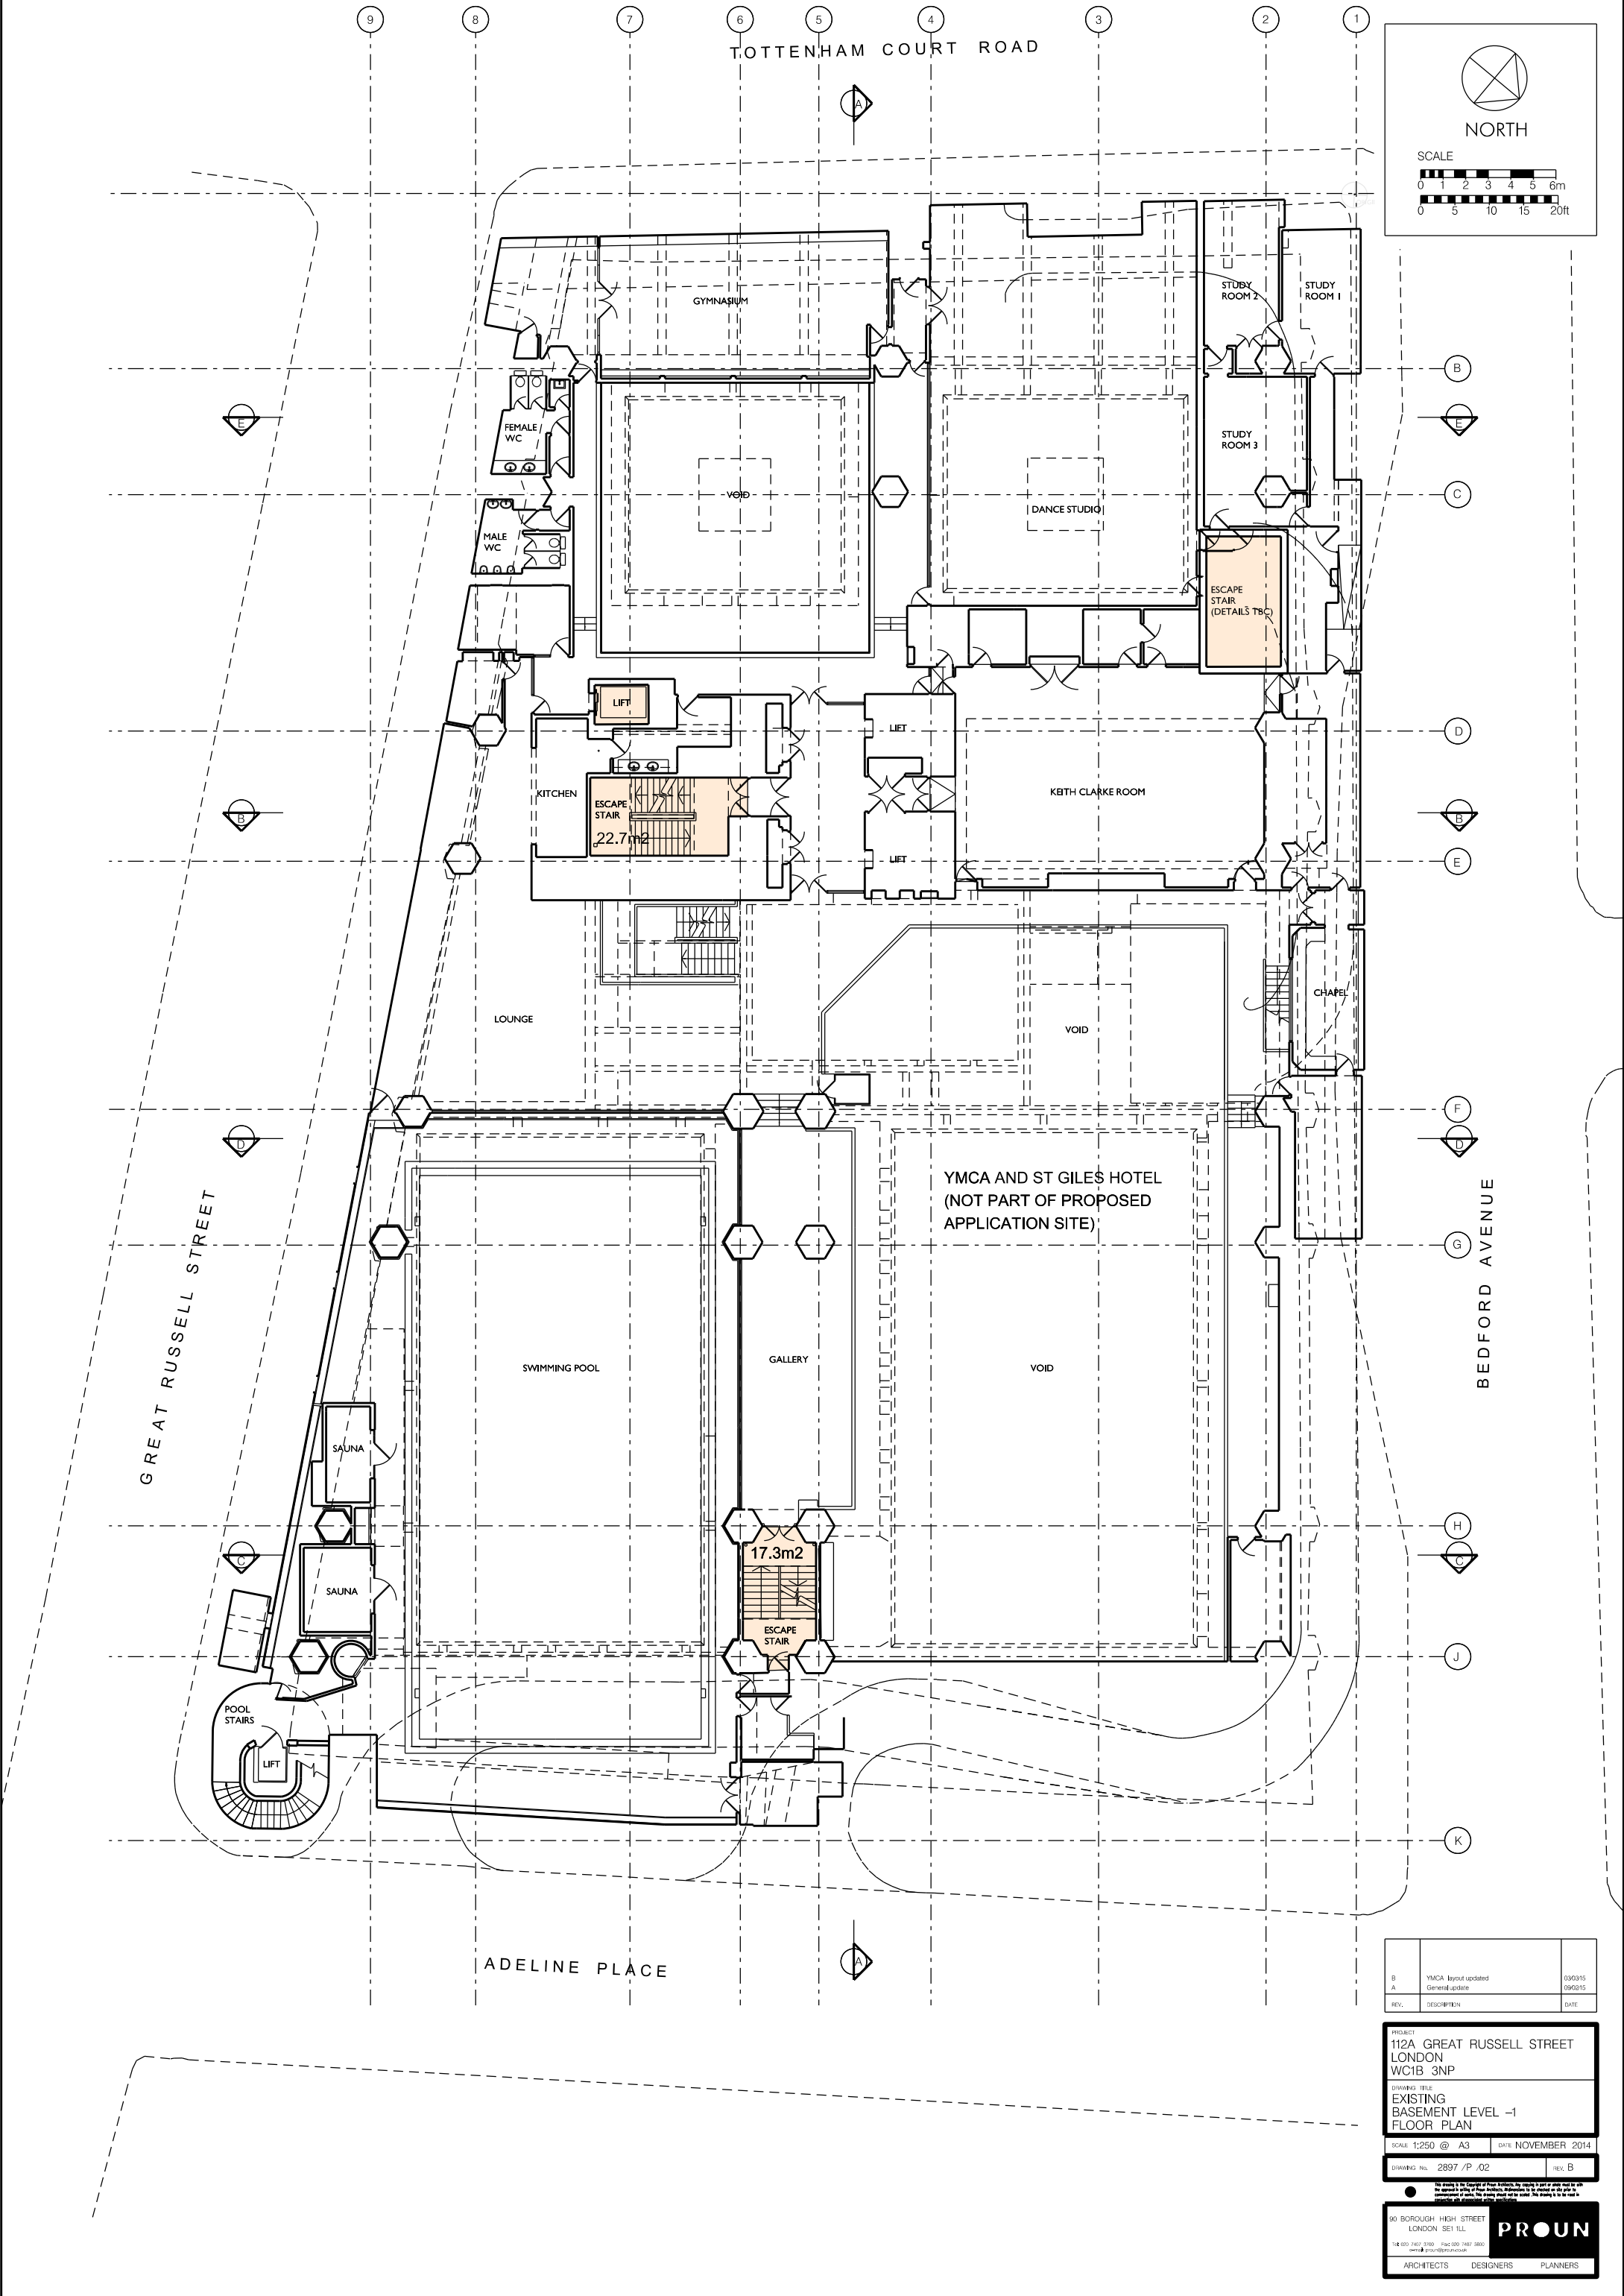 9 8 7 6 5 4 3 2 1
TOTTENHAM COURT ROAD
A
NORTH
SCALE
0 1 2 3 4 5 6m
0 5 10 15 20ft
GYMNASIUM
STUDY
ROOM 2
STUDY
ROOM 1
B
E
FEMALE
WC
STUDY
ROOM 3
E
VOID
C
DANCE STUDIO
MALE
WC
ESCAPE
STAIR
(DETAILS TBC)
LIFT
LIFT
D
KITCHEN
ESCAPE
STAIR
22.7m2
KEITH CLARKE ROOM
B
B
LIFT
E
CHAPEL
LOUNGE
VOID
F
D
D
YMCA AND ST GILES HOTEL
(NOT PART OF PROPOSED
APPLICATION SITE)
G
GREAT RUSSELL STREET
BEDFORD AVENUE
SWIMMING POOL
GALLERY
VOID
SAUNA
H
17.3m2
C
C
SAUNA
ESCAPE
STAIR
J
POOL
STAIRS
LIFT
K
A
ADELINE PLACE
B YMCA layout updated 03/03/15
A General update 09/02/15
REV. DESCRIPTION DATE
PROJECT
112A GREAT RUSSELL STREET
LONDON
WC1B 3NP
DRAWING TITLE
EXISTING
BASEMENT LEVEL -1
FLOOR PLAN
SCALE 1:250 @ A3 DATE NOVEMBER 2014
DRAWING No. 2897 /P /02 REV. B
90 BOROUGH HIGH STREET
LONDON SE1 1LL
PROUN
ARCHITECTS DESIGNERS PLANNERS